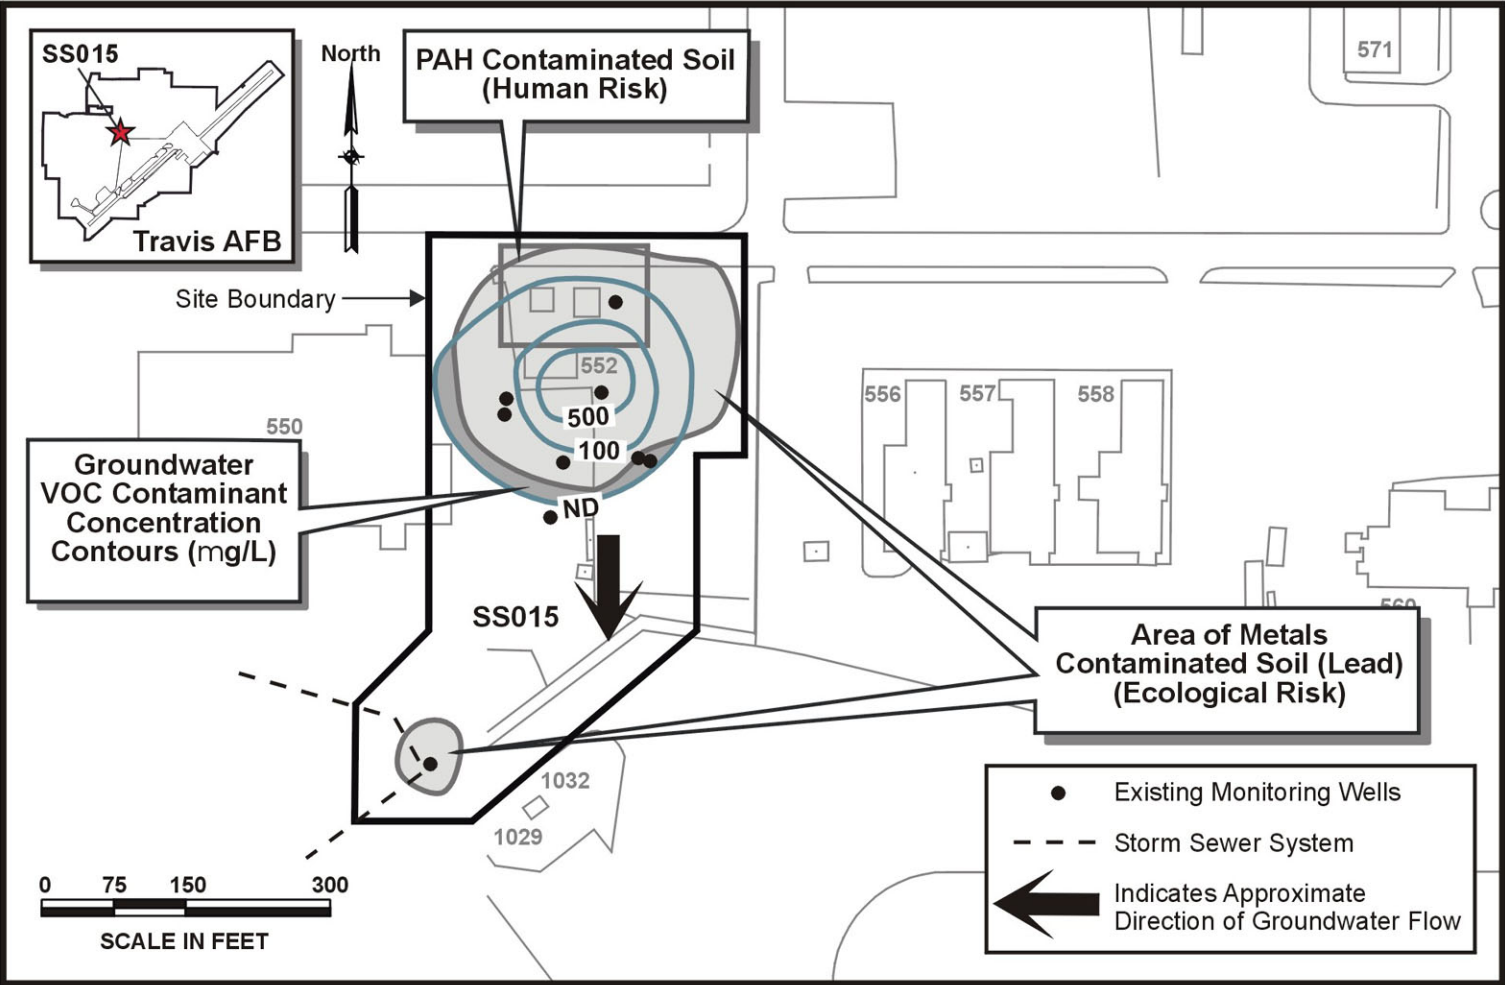 SS015
North
PAH Contaminated Soil
(Human Risk)
571
Travis AFB
Site Boundary
552
556
557
558
500
550
100
Groundwater
VOC Contaminant
Concentration
Contours (mg/L)
ND
SS015
560
Area of Metals
Contaminated Soil (Lead)
(Ecological Risk)
1032
1029
Existing Monitoring Wells
Storm Sewer System
Indicates Approximate
Direction of Groundwater Flow
0 75 150 300
SCALE IN FEET